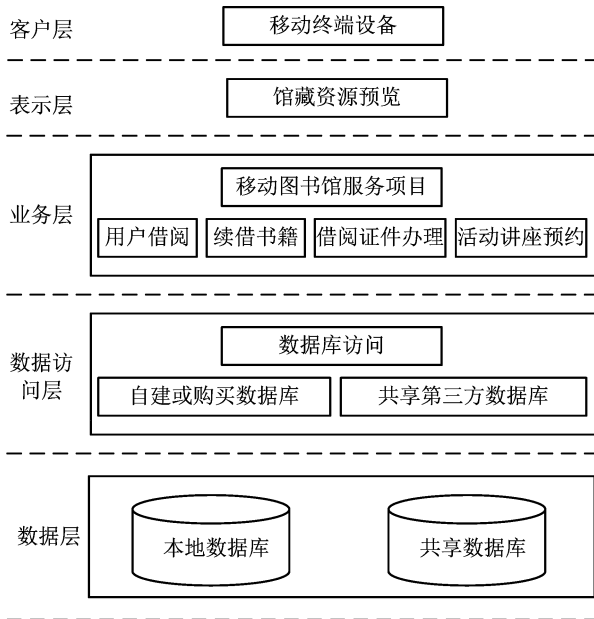 客户层
移动终端设备
表示层
馆藏资源预览
业务层
移动图书馆服务项目
用户借阅
续借书籍
借阅证件办理
活动讲座预约
数据访
问层
数据库访问
自建或购买数据库
共享第三方数据库
数据层
本地数据库
共享数据库